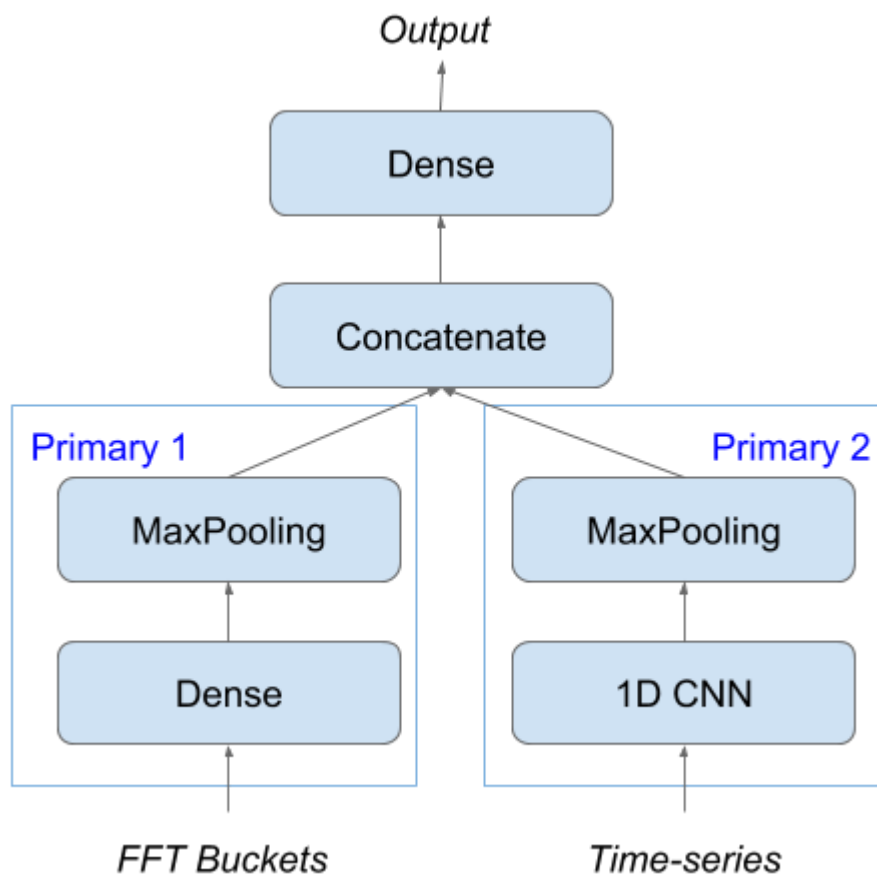 Output
Dense
Concatenate
Primary 1
Primary 2
MaxPooling
MaxPooling
Dense
1D CNN
FFT Buckets
Time-series